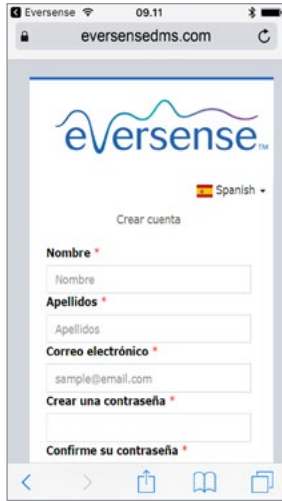 Eversense 09.11
eversensedms.com
eversense™
Spanish
Crear cuenta
Nombre *
Nombre
Apellidos *
Apellidos
Correo electrónico *
sample@email.com
Crear una contraseña *
Confirme su contraseña *